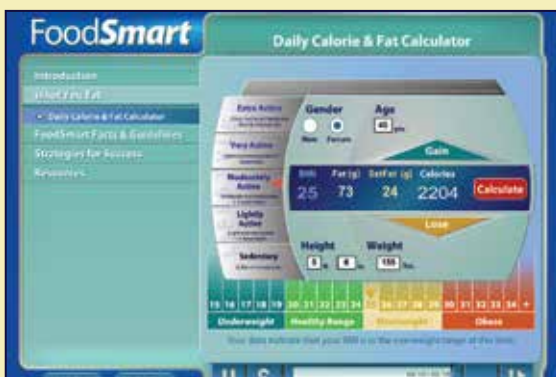 FoodSmart
Daily Calorie & Fat Calculator
Introduction
What You Eat
Daily Calorie & Fat Calculator
FoodSmart Facts & Guidelines
Strategies for Success
Resources
Extra Active
Very Active
Moderately Active
Lightly Active
Sedentary
Gender
Man Female
Age
40 yrs
Gain
BMI Fat (g) SatFat (g) Calories
25 73 24 2204
Calculate
Lose
Height
5 ft. 6 in.
Weight
155 lbs.
15 16 17 18 19 20 21 22 23 24 25 26 27 28 29 30 31 32 33 34 +
Underweight Healthy Range Overweight Obese
Your data indicate that your BMI is in the overweight range